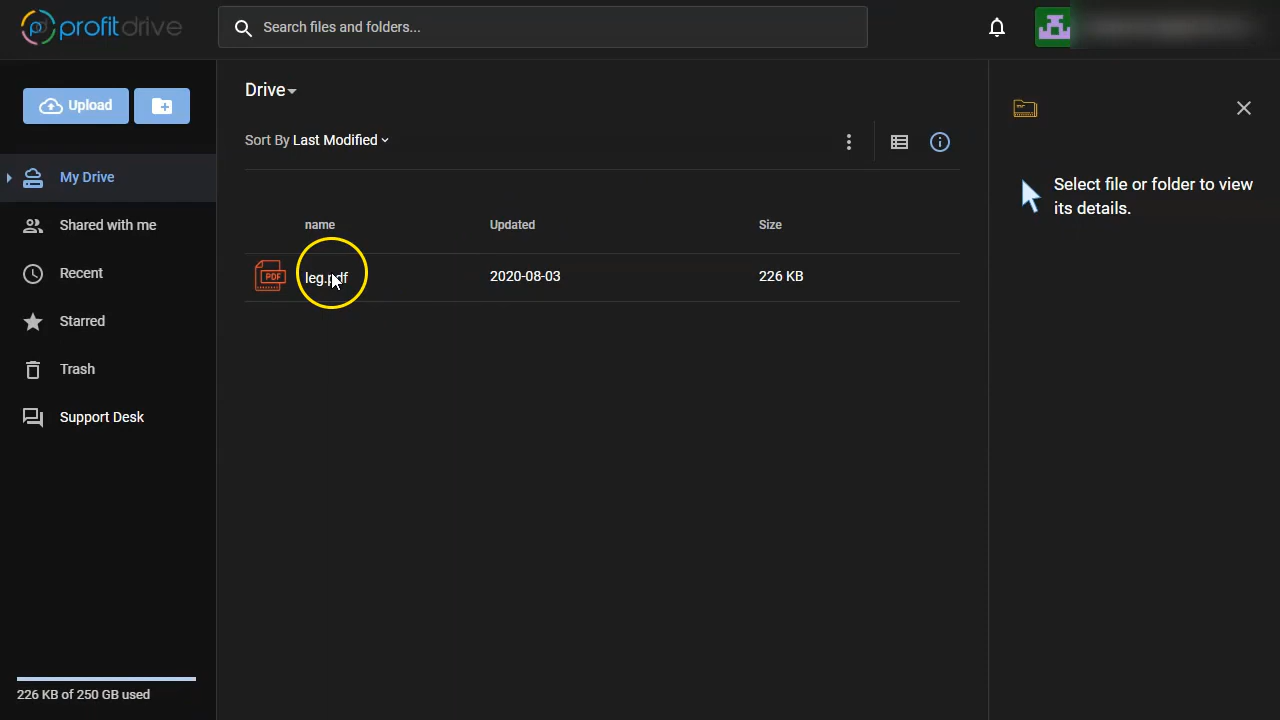 profitdrive
Search files and folders...
Upload
Drive
Sort By Last Modified
My Drive
Shared with me
Recent
Starred
Trash
Support Desk
name Updated Size
PDF leg.pdf 2020-08-03 226 KB
Select file or folder to view
its details.
226 KB of 250 GB used